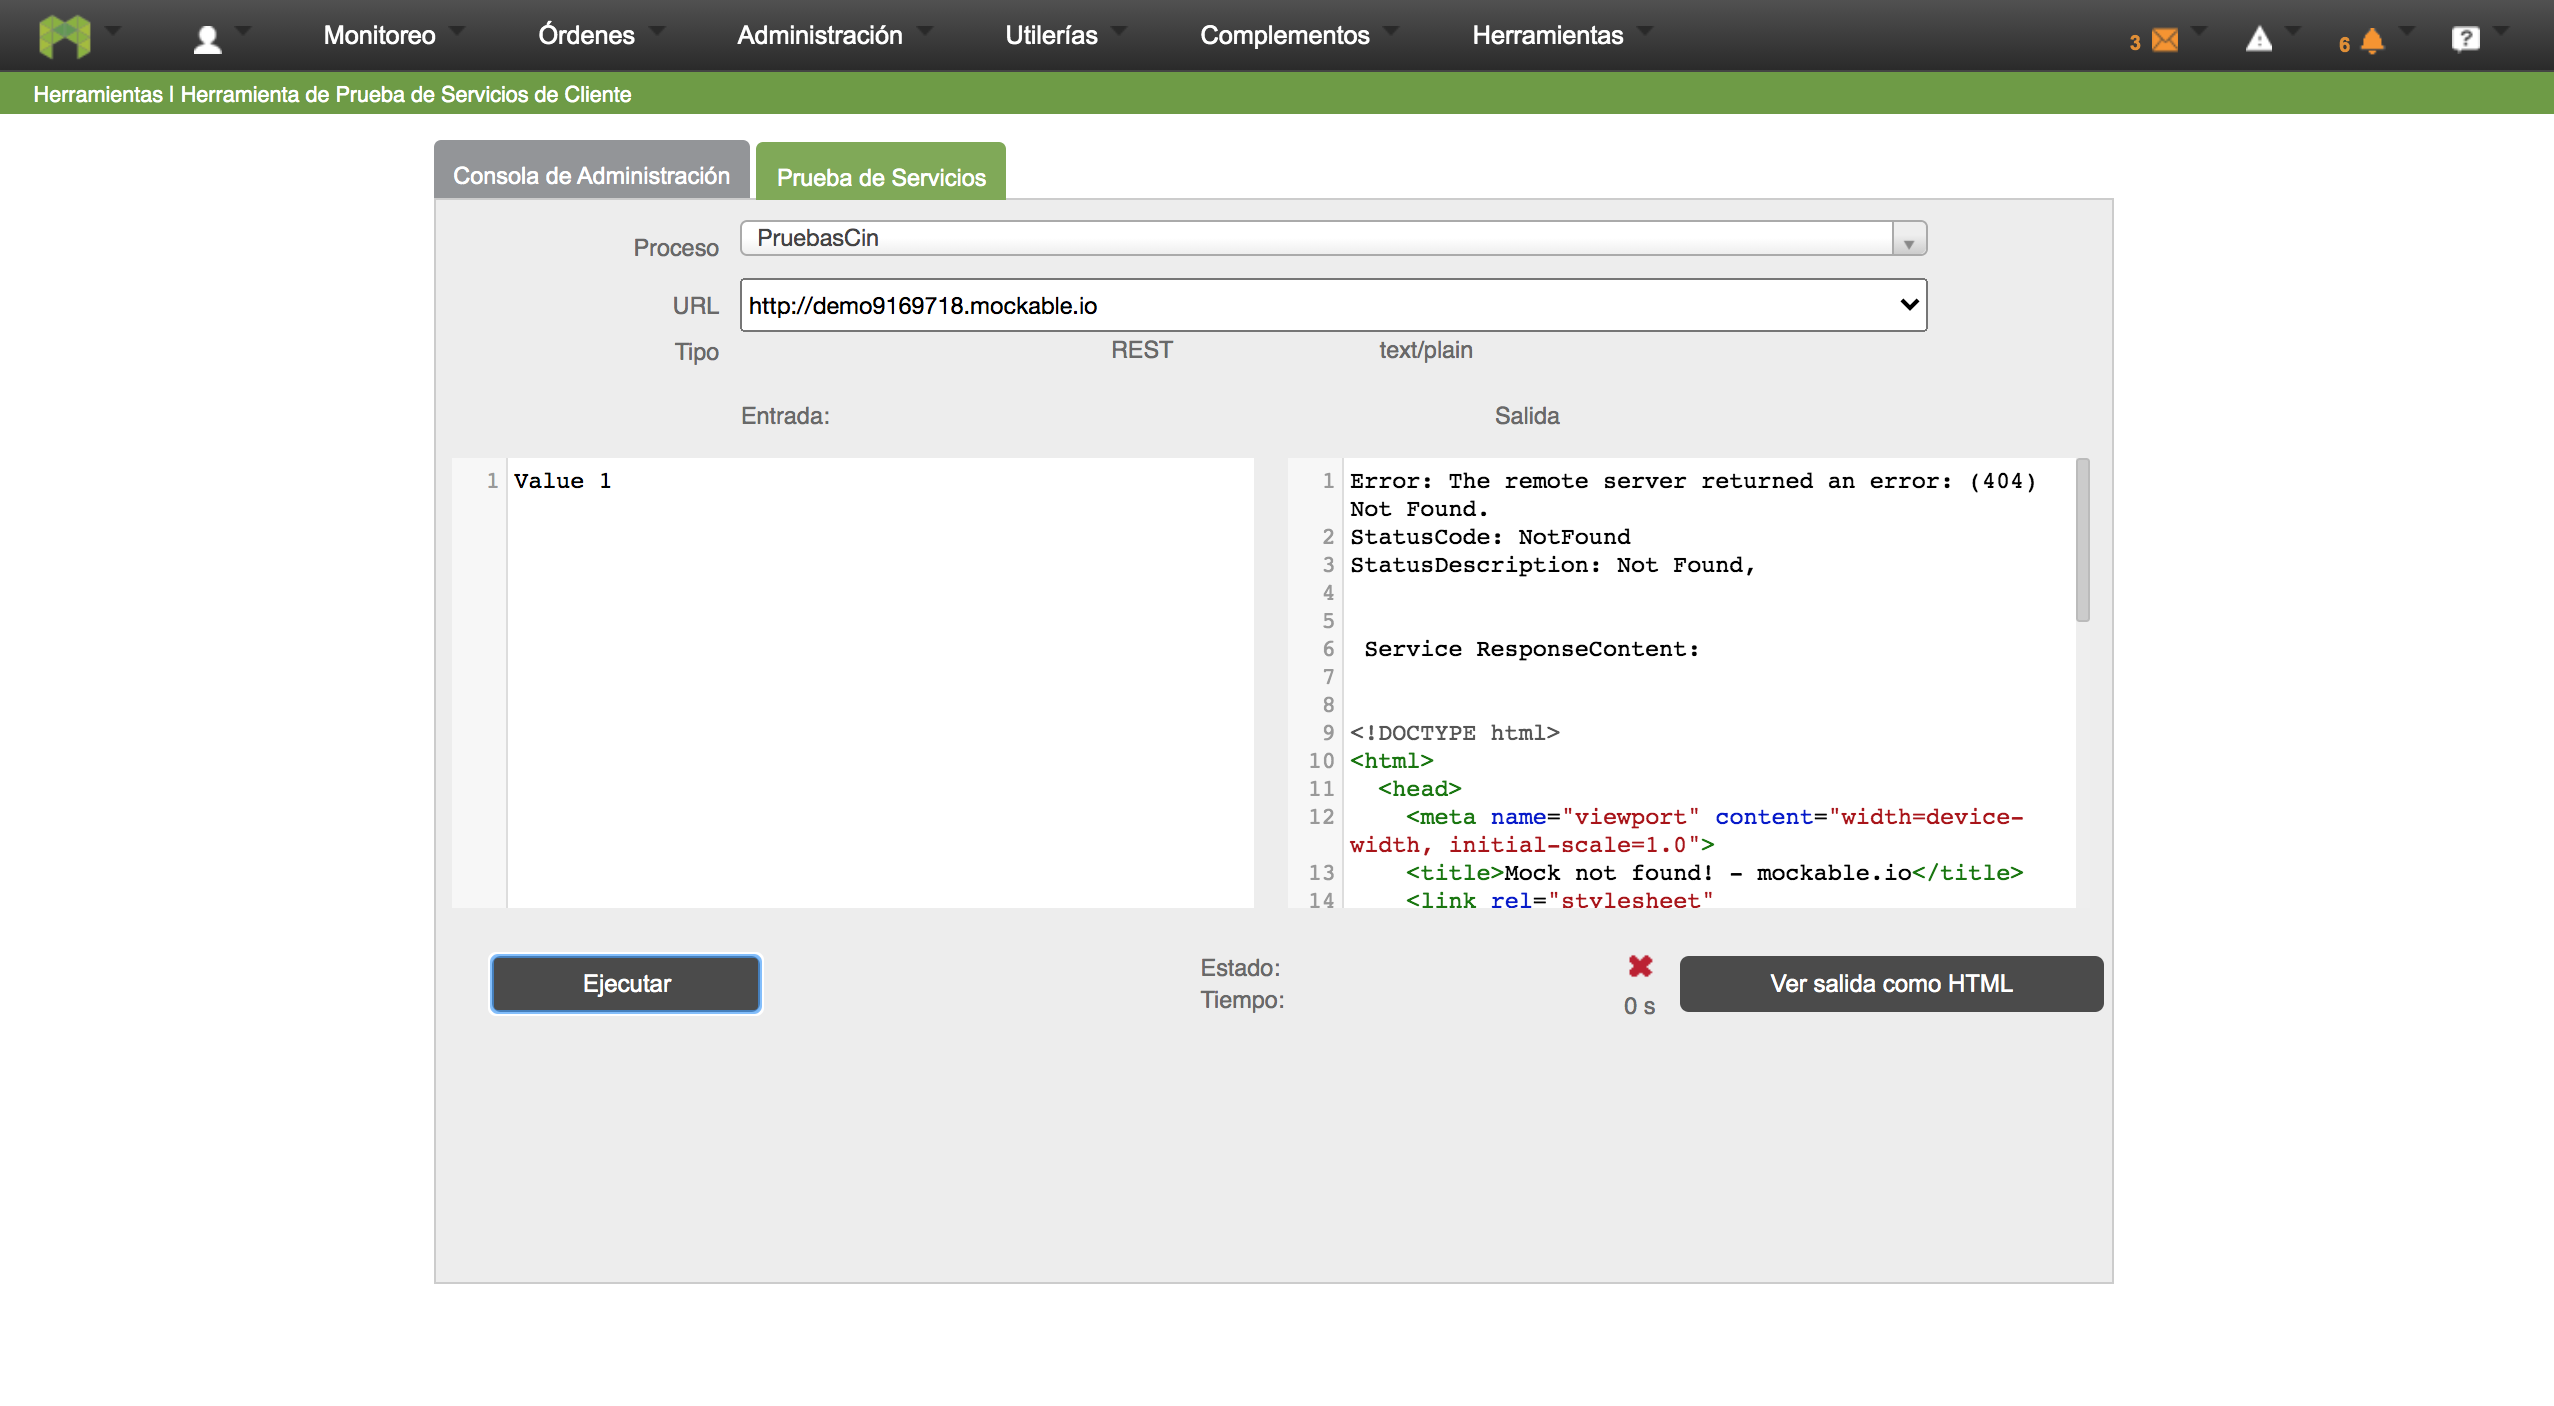 Monitoreo Órdenes Administración Utilerías Complementos Herramientas 3 6 ?
Herramientas | Herramienta de Prueba de Servicios de Cliente
Consola de Administración Prueba de Servicios
Proceso PruebasCin
URL http://demo9169718.mockable.io
Tipo REST text/plain
Entrada: Salida
1 Value 1
1 Error: The remote server returned an error: (404)
Not Found.
2 StatusCode: NotFound
3 StatusDescription: Not Found,
4
5
6 Service ResponseContent:
7
8
9 <!DOCTYPE html>
10 <html>
11 <head>
12 <meta name="viewport" content="width=device-
width, initial-scale=1.0">
13 <title>Mock not found! - mockable.io</title>
14 <link rel="stylesheet"
Ejecutar
Estado:
Tiempo: 0 s
Ver salida como HTML